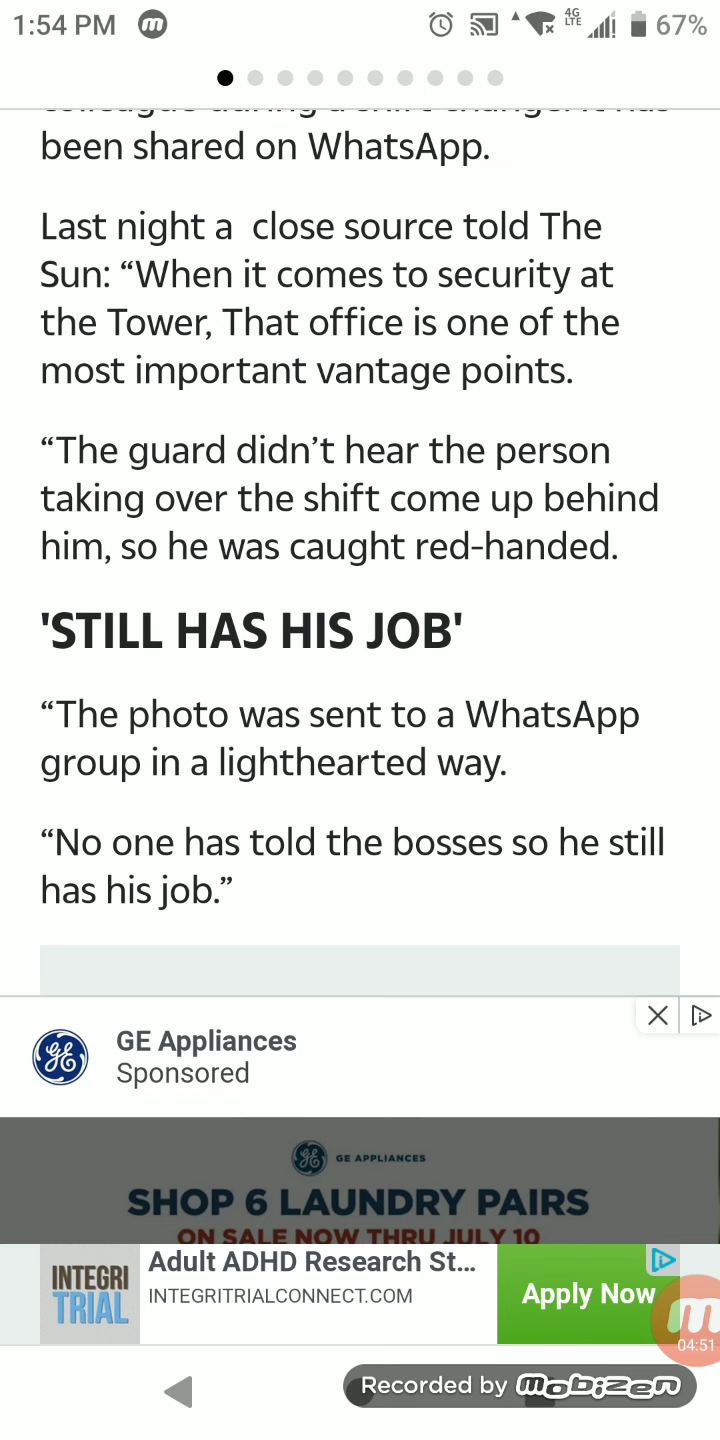 1:54 PM
4G
LTE
67%
been shared on WhatsApp.
Last night a  close source told The
Sun: “When it comes to security at
the Tower, That office is one of the
most important vantage points.
“The guard didn’t hear the person
taking over the shift come up behind
him, so he was caught red-handed.
'STILL HAS HIS JOB'
“The photo was sent to a WhatsApp
group in a lighthearted way.
“No one has told the bosses so he still
has his job.”
GE Appliances
Sponsored
GE APPLIANCES
SHOP 6 LAUNDRY PAIRS
ON SALE NOW THRU JULY 10
INTEGRI
TRIAL
Adult ADHD Research St...
INTEGRITRIALCONNECT.COM
Apply Now
04:51
Recorded by mobizen